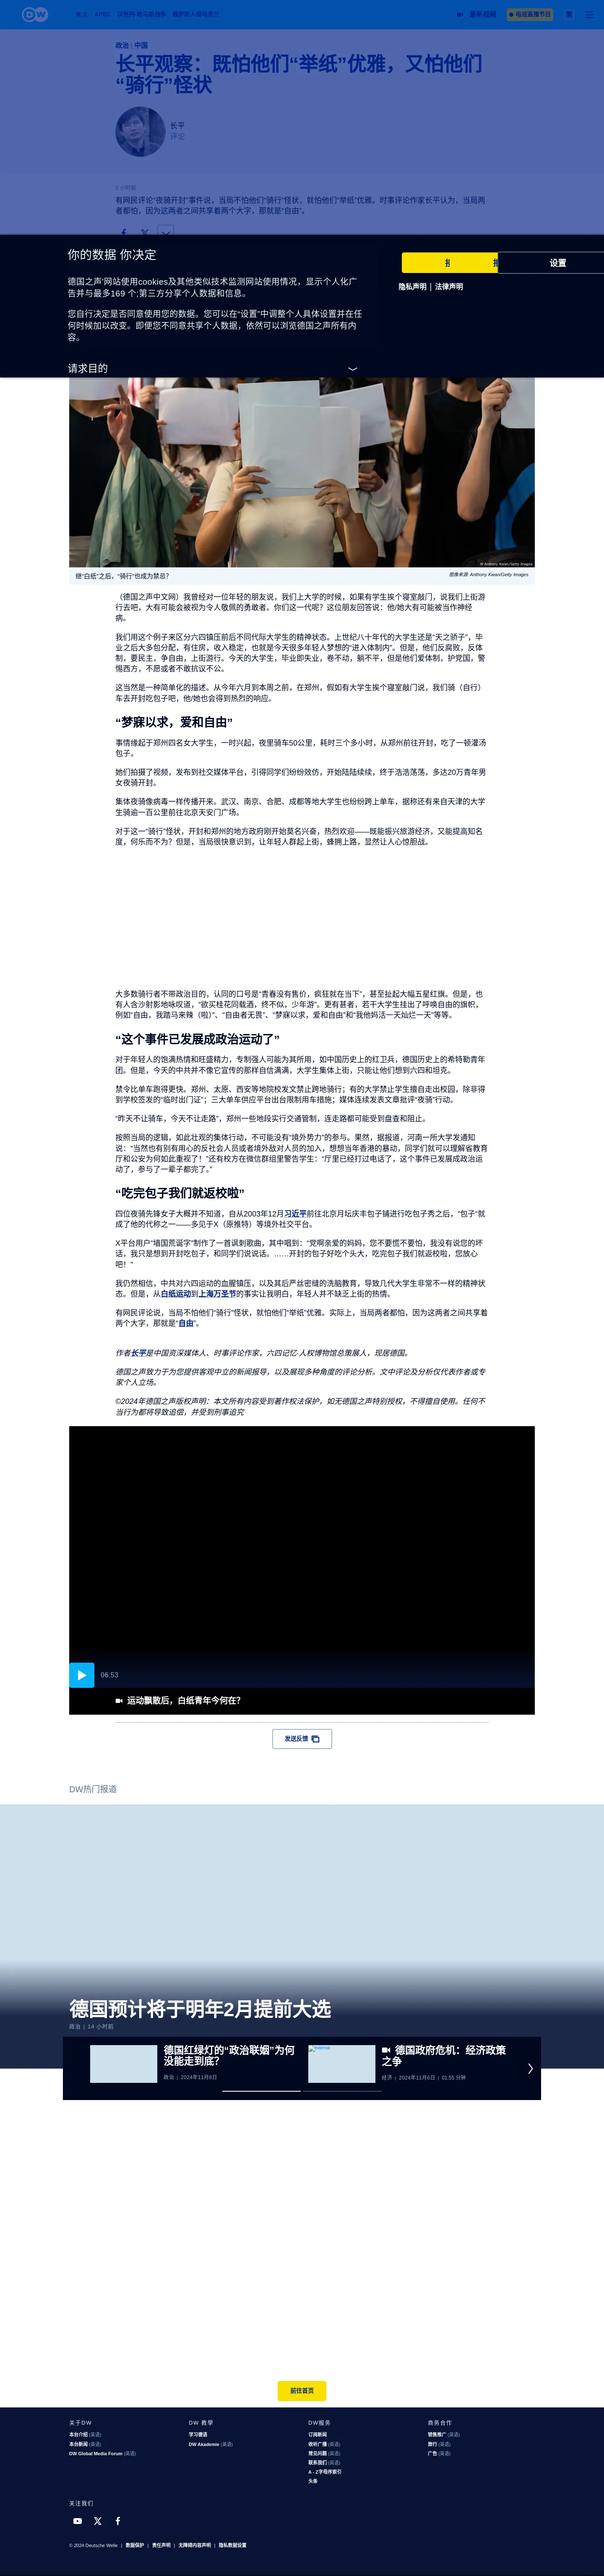 DW
焦点 APEC 以色列-哈马斯战争 俄罗斯入侵乌克兰 最新视频 电视直播节目 繁
政治 | 中国
长平观察：既怕他们“举纸”优雅，又怕他们
“骑行”怪状
长平
评论
2 小时前
有网民评论“夜骑开封”事件说，当局不怕他们“骑行”怪状，就怕他们“举纸”优雅。时事评论作家长平认为，当局两
者都怕，因为这两者之间共享着两个大字，那就是“自由”。
你的数据 你决定
德国之声'网站使用cookies及其他类似技术监测网站使用情况，显示个人化广
告并与最多169 个;第三方分享个人数据和信息。
您自行决定是否同意使用您的数据。您可以在“设置”中调整个人具体设置并在任
何时候加以改变。即便您不同意共享个人数据，依然可以浏览德国之声所有内
容。
请求目的
设置
隐私声明 | 法律声明
© Anthony Kwan/Getty Images
继“白纸”之后，“骑行”也成为禁忌？
图像来源: Anthony Kwan/Getty Images
（德国之声中文网）我曾经对一位年轻的朋友说，我们上大学的时候，如果有学生挨个寝室敲门，说我们上街游
行去吧，大有可能会被视为令人敬佩的勇敢者。你们这一代呢？这位朋友回答说：他/她大有可能被当作神经
病。
我们用这个例子来区分六四镇压前后不同代际大学生的精神状态。上世纪八十年代的大学生还是“天之骄子”，毕
业之后大多包分配，有住房，收入稳定，也就是今天很多年轻人梦想的“进入体制内”。但是，他们反腐败，反体
制，要民主，争自由，上街游行。今天的大学生，毕业即失业，卷不动，躺不平，但是他们爱体制，护党国，警
惕西方，不愿或者不敢抗议不公。
这当然是一种简单化的描述。从今年六月到本周之前，在郑州，假如有大学生挨个寝室敲门说，我们骑（自行）
车去开封吃包子吧，他/她也会得到热烈的响应。
“梦寐以求，爱和自由”
事情缘起于郑州四名女大学生，一时兴起，夜里骑车50公里，耗时三个多小时，从郑州前往开封，吃了一顿灌汤
包子。
她们拍摄了视频，发布到社交媒体平台，引得同学们纷纷效仿，开始陆陆续续，终于浩浩荡荡，多达20万青年男
女夜骑开封。
集体夜骑像病毒一样传播开来。武汉、南京、合肥、成都等地大学生也纷纷跨上单车，据称还有来自天津的大学
生骑逾一百公里前往北京天安门广场。
对于这一“骑行”怪状，开封和郑州的地方政府刚开始莫名兴奋，热烈欢迎——既能振兴旅游经济，又能提高知名
度，何乐而不为？但是，当局很快意识到，让年轻人群起上街，蜂拥上路，显然让人心惊胆战。
大多数骑行者不带政治目的，认同的口号是“青春没有售价，疯狂就在当下”，甚至扯起大幅五星红旗。但是，也
有人含沙射影地咏叹道，“欲买桂花同载酒，终不似，少年游”。更有甚者，若干大学生挂出了呼唤自由的旗帜，
例如“自由，我踏马来辣（啦）”、“自由者无畏”、“梦寐以求，爱和自由”和“我他妈活一天灿烂一天”等等。
“这个事件已发展成政治运动了”
对于年轻人的饱满热情和旺盛精力，专制强人可能为其所用，如中国历史上的红卫兵，德国历史上的希特勒青年
团。但是，今天的中共并不像它宣传的那样自信满满，大学生集体上街，只能让他们想到六四和坦克。
禁令比单车跑得更快。郑州、太原、西安等地院校发文禁止跨地骑行；有的大学禁止学生擅自走出校园，除非得
到学校签发的“临时出门证”；三大单车供应平台出台限制用车措施；媒体连续发表文章批评“夜骑”行动。
“昨天不让骑车，今天不让走路”，郑州一些地段实行交通管制，连走路都可能受到盘查和阻止。
按照当局的逻辑，如此壮观的集体行动，不可能没有“境外势力”的参与。果然，据报道，河南一所大学发通知
说：“当然也有别有用心的反社会人员或者境外敌对人员的加入，想想当年香港的暴动，同学们就可以理解省教育
厅和公安为何如此重视了！”还有校方在微信群组里警告学生：“厅里已经打过电话了，这个事件已发展成政治运
动了，参与了一辈子都完了。”
“吃完包子我们就返校啦”
四位夜骑先锋女子大概并不知道，自从2003年12月习近平前往北京月坛庆丰包子铺进行吃包子秀之后，“包子”就
成了他的代称之一——多见于X（原推特）等境外社交平台。
X平台用户“墙国荒诞字”制作了一首讽刺歌曲，其中唱到：“党啊亲爱的妈妈，您不要慌不要怕，我没有说您的坏
话，我只是想到开封吃包子，和同学们说说话。……开封的包子好吃个头大，吃完包子我们就返校啦，您放心
吧！”
我仍然相信，中共对六四运动的血腥镇压，以及其后严丝密缝的洗脑教育，导致几代大学生非常不一样的精神状
态。但是，从白纸运动到上海万圣节的事实让我明白，年轻人并不缺乏上街的热情。
有网民评论说，当局不怕他们“骑行”怪状，就怕他们“举纸”优雅。实际上，当局两者都怕，因为这两者之间共享着
两个大字，那就是“自由”。
作者长平是中国资深媒体人、时事评论作家，六四记忆·人权博物馆总策展人，现居德国。
德国之声致力于为您提供客观中立的新闻报导，以及展现多种角度的评论分析。文中评论及分析仅代表作者或专
家个人立场。
©2024年德国之声版权声明：本文所有内容受到著作权法保护，如无德国之声特别授权，不得擅自使用。任何不
当行为都将导致追偿，并受到刑事追究
06:53
运动飘散后，白纸青年今何在？
发送反馈
DW热门报道
德国预计将于明年2月提前大选
政治 | 14 小时前
德国红绿灯的“政治联姻”为何
没能走到底？
政治 | 2024年11月8日
External
德国政府危机：经济政策
之争
经济 | 2024年11月6日 | 01:55 分钟
前往首页
关于DW
本台介绍 (英语)
本台新闻 (英语)
DW Global Media Forum (英语)
DW 教学
学习德语
DW Akademie (英语)
DW服务
订阅新闻
收听广播 (英语)
常见问题 (英语)
联系我们 (英语)
A - Z字母序索引
头条
商务合作
销售推广 (英语)
旅行 (英语)
广告 (英语)
关注我们
© 2024 Deutsche Welle | 数据保护 | 责任声明 | 无障碍内容声明 | 隐私数据设置